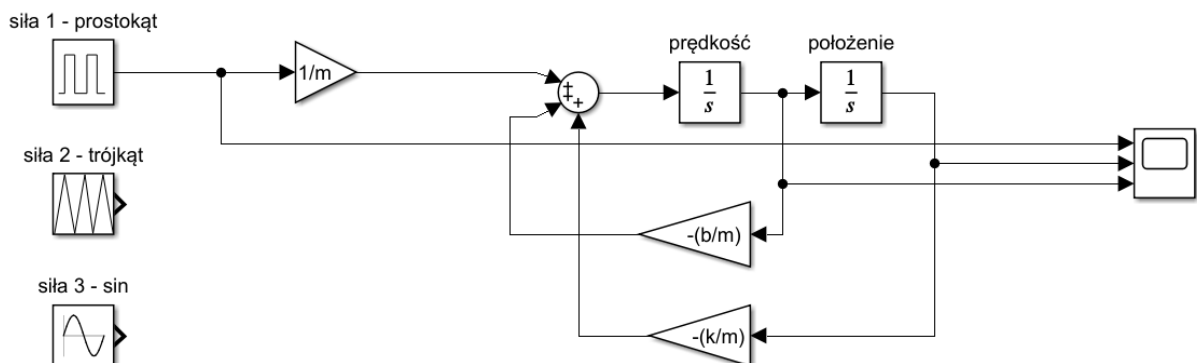 siła 1 - prostokąt
1/m
+
+
+
prędkość
1
s
położenie
1
s
siła 2 - trójkąt
-(b/m)
siła 3 - sin
-(k/m)